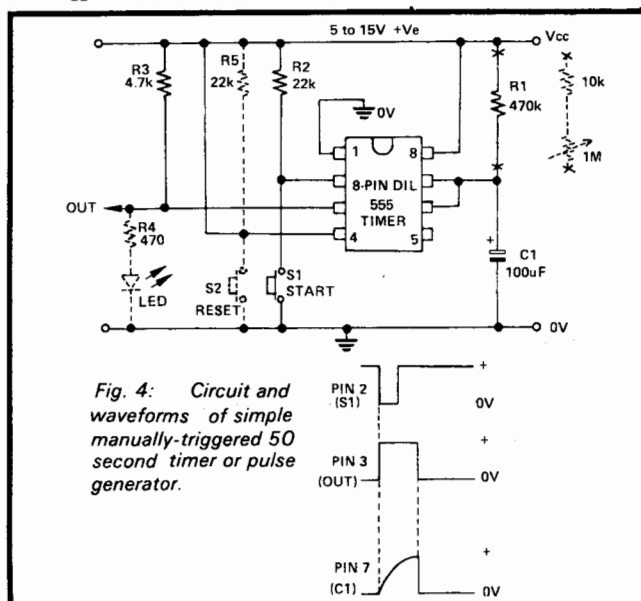 5 to 15V +Ve
Vcc
R3
4.7k
R5
22k
R2
22k
0V
R1
470k
10k
1M
1
8
8-PIN DIL
555
TIMER
4
5
OUT
R4
470
LED
S2
RESET
S1
START
+
C1
100uF
0V
Fig. 4: Circuit and
waveforms of simple
manually-triggered 50
second timer or pulse
generator.
PIN 2
(S1)
+
0V
PIN 3
(OUT)
+
0V
PIN 7
(C1)
+
0V